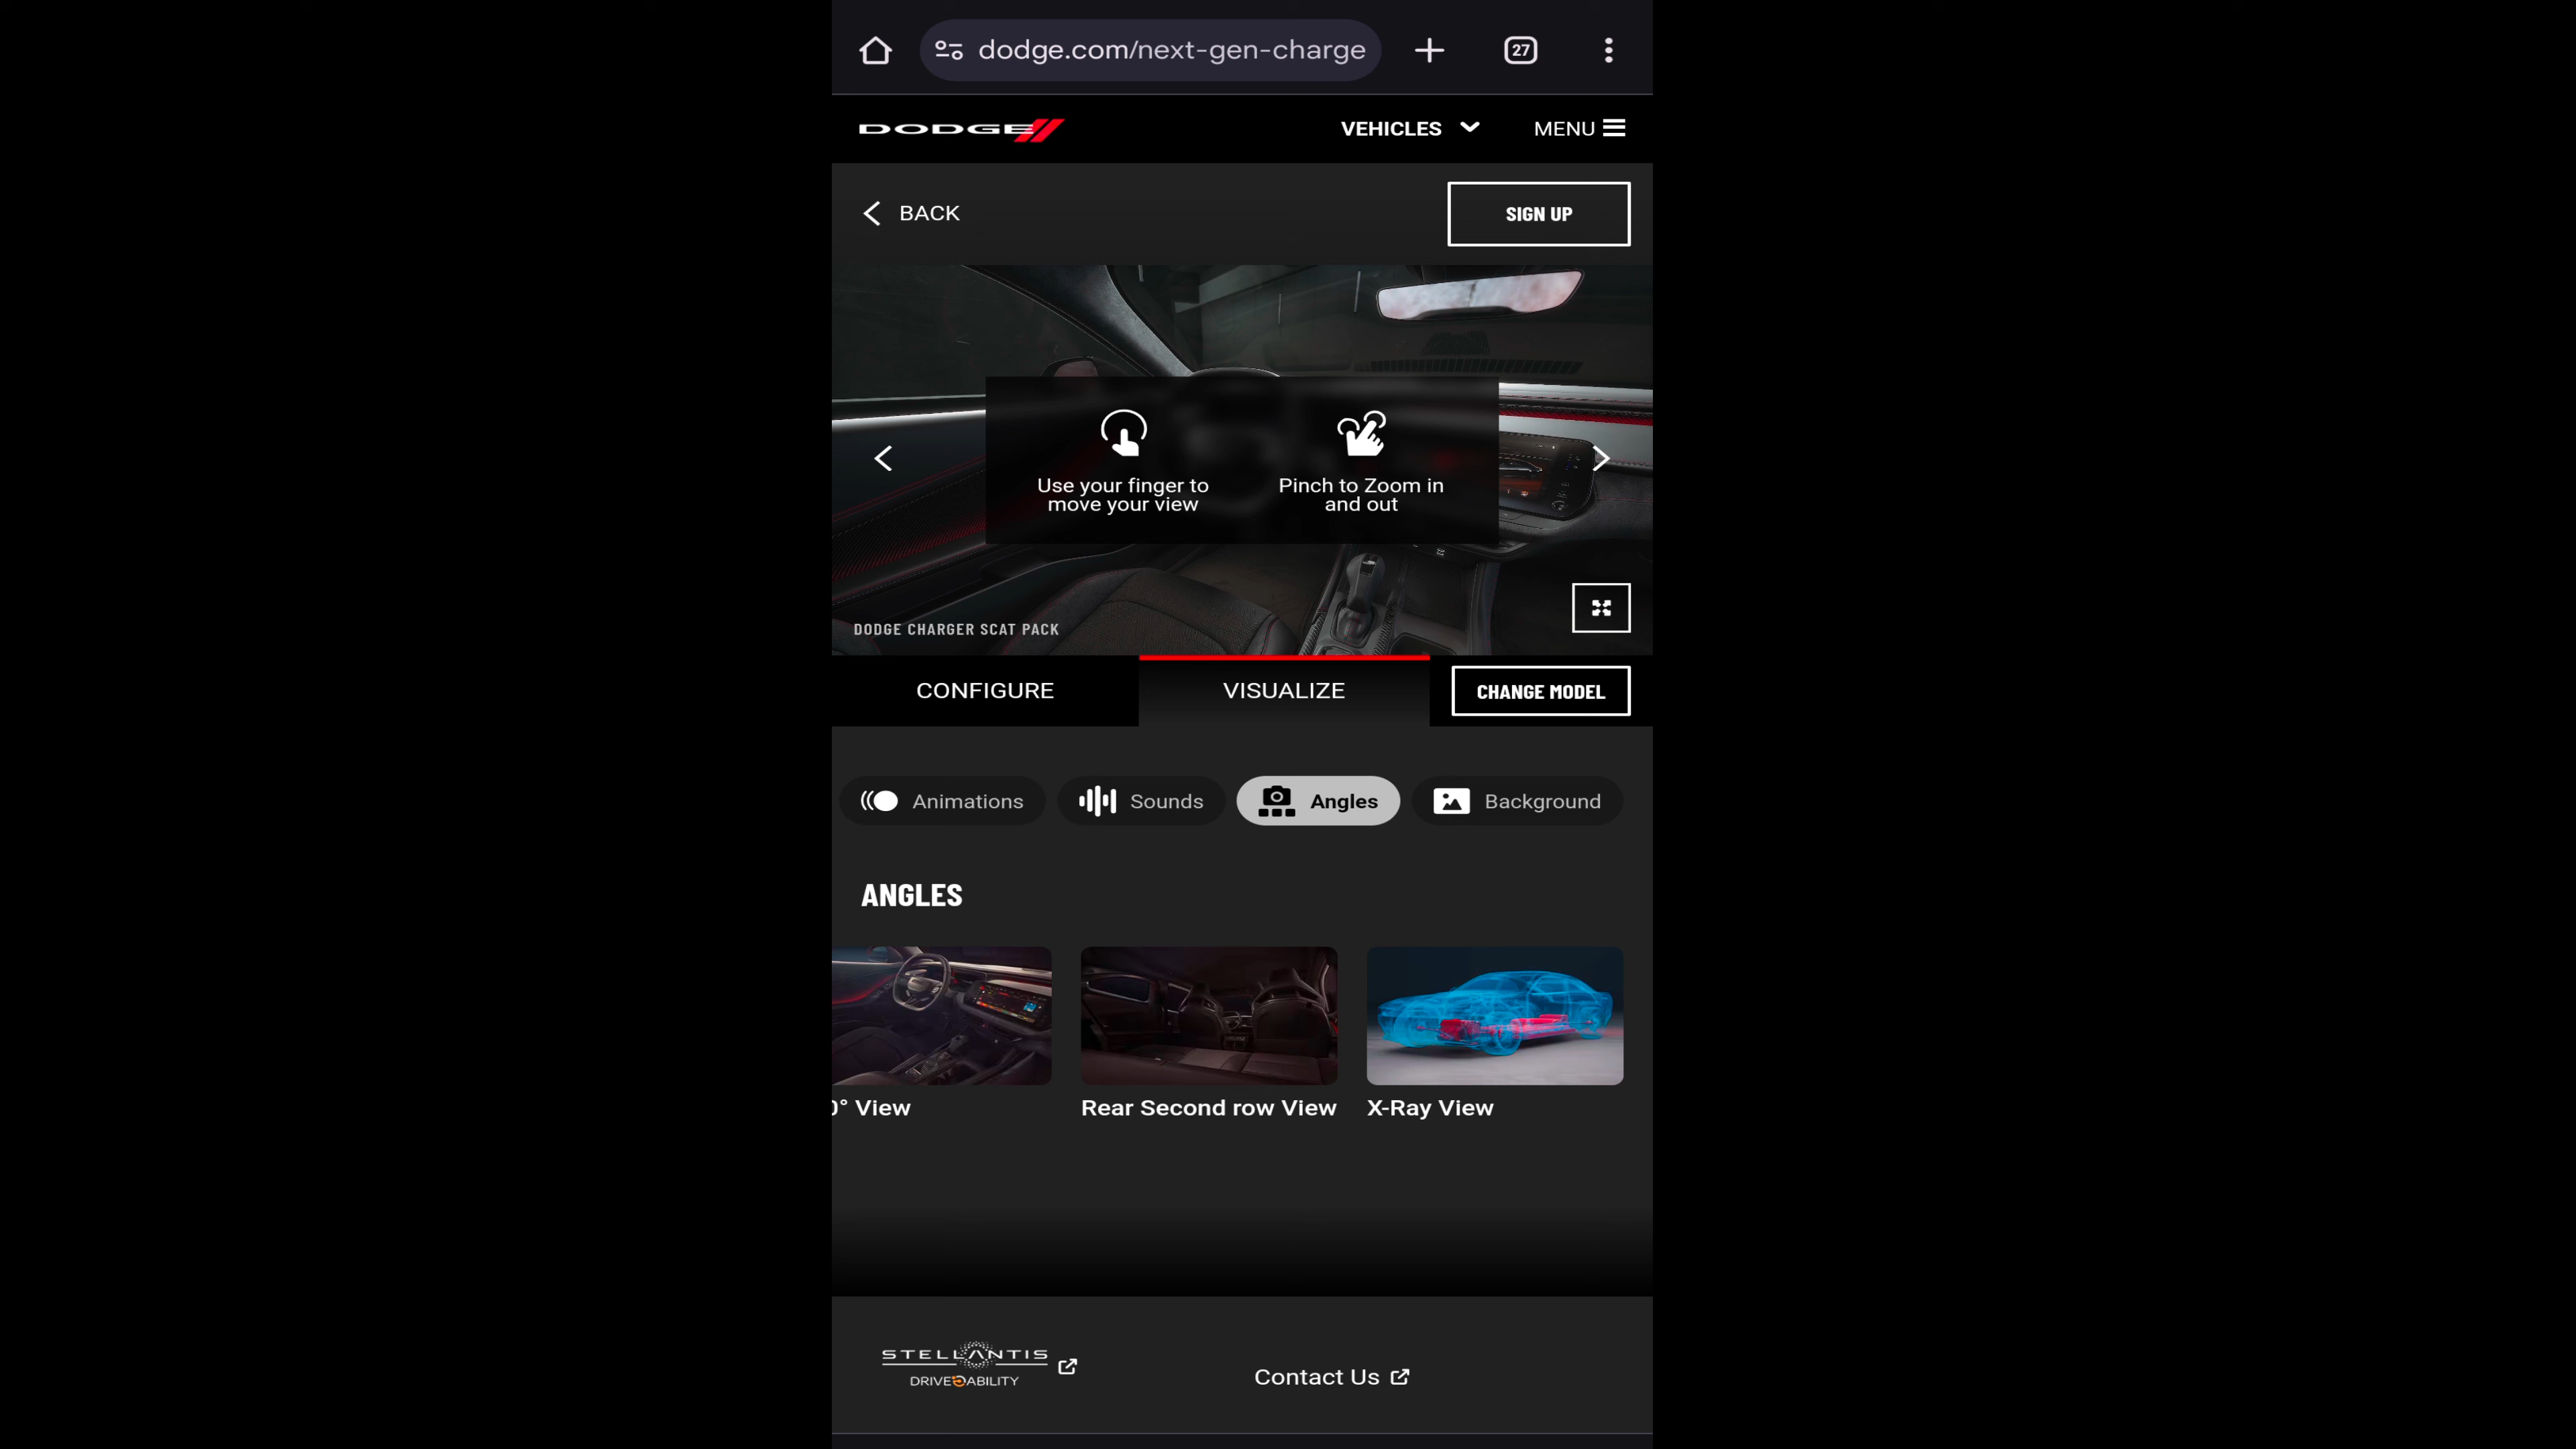 dodge.com/next-gen-charge
27
DODGE
VEHICLES
MENU
BACK
SIGN UP
Use your finger to
move your view
Pinch to Zoom in
and out
DODGE CHARGER SCAT PACK
CONFIGURE
VISUALIZE
CHANGE MODEL
Animations
Sounds
Angles
Background
ANGLES
0° View
Rear Second row View
X-Ray View
STELLANTIS
DRIVEABILITY
Contact Us